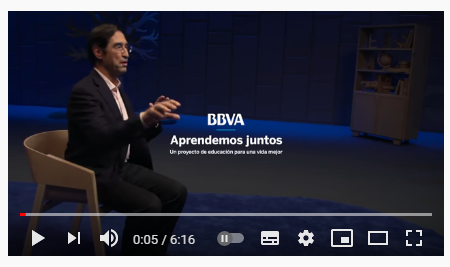 BBVA
Aprendemos juntos
Un proyecto de educación para una vida mejor
0:05 / 6:16